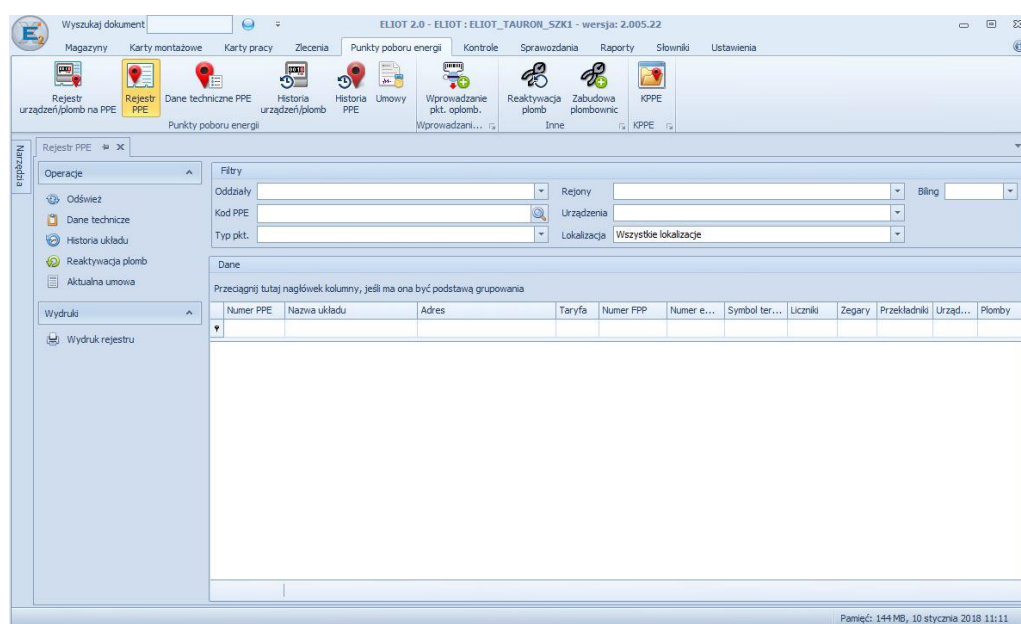 Wyszukaj dokument
ELIOT 2.0 - ELIOT : ELIOT_TAURON_SZK1 - wersja: 2.005.22
E2
Magazyny Karty montażowe Karty pracy Zlecenia Punkty poboru energii Kontrole Sprawozdania Raporty Słowniki Ustawienia
Rejestr urządzeń/plomb na PPE
Rejestr PPE
Dane techniczne PPE
Historia urządzeń/plomb
Historia PPE
Umowy
Wprowadzanie pkt. oplomb.
Reaktywacja plomb
Zabudowa plombownic
KPPE
Punkty poboru energii Wprowadzani... Inne KPPE
Narzędzia
Rejestr PPE
Operacje
Odśwież
Dane technicze
Historia układu
Reaktywacja plomb
Aktualna umowa
Wydruki
Wydruk rejestru
Filtry
Oddziały Rejony Biling
Kod PPE Urządzenia
Typ pkt. Lokalizacja Wszystkie lokalizacje
Dane
Przeciągnij tutaj nagłówek kolumny, jeśli ma ona być podstawą grupowania
Numer PPE Nazwa układu Adres Taryfa Numer FPP Numer e... Symbol ter... Liczniki Zegary Przekładniki Urząd... Plomby
Pamięć: 144 MB, 10 stycznia 2018 11:11